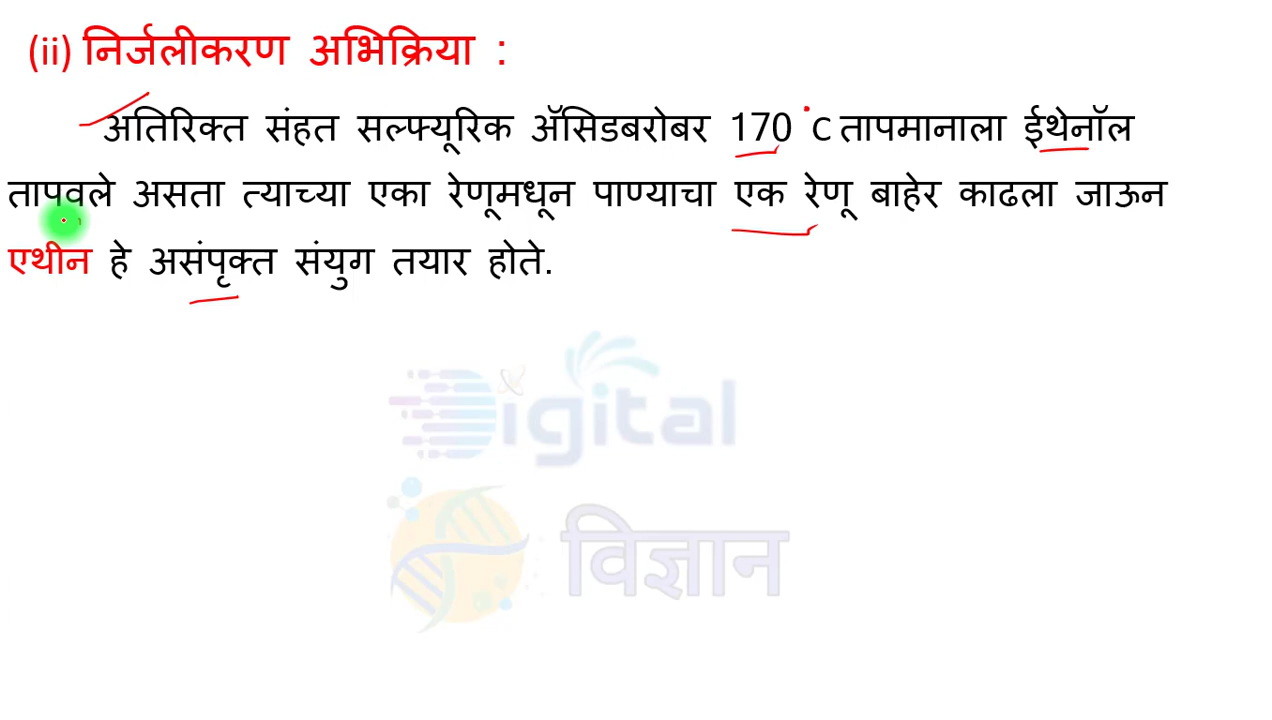 (ii) निर्जलीकरण अभिक्रिया :
अतिरिक्त संहत सल्फ्यूरिक ॲसिडबरोबर 170 c तापमानाला ईथेनॉल
तापवले असता त्याच्या एका रेणूमधून पाण्याचा एक रेणू बाहेर काढला जाऊन
एथीन हे असंपृक्त संयुग तयार होते.
Digital
विज्ञान